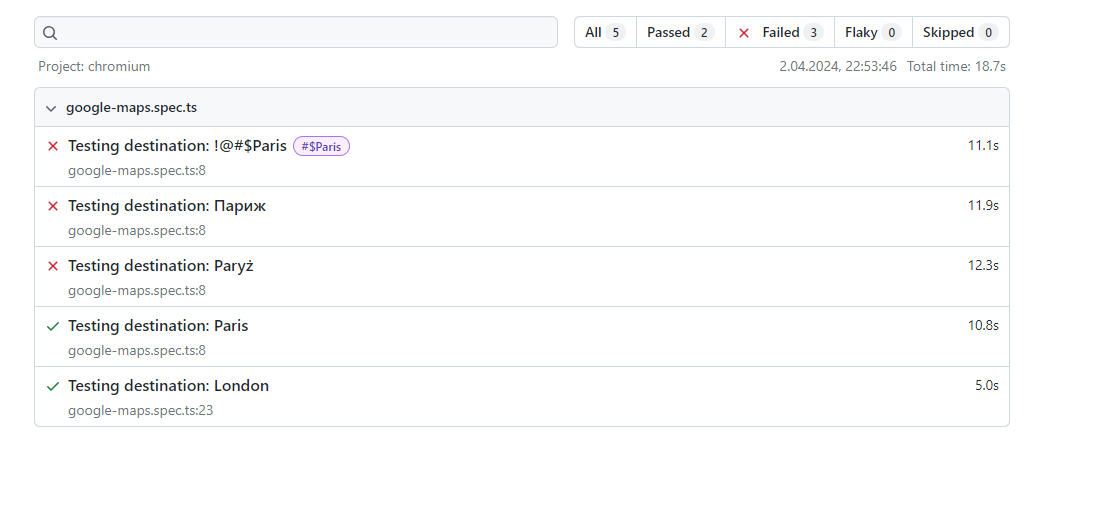 All 5 Passed 2 Failed 3 Flaky 0 Skipped 0
Project: chromium 2.04.2024, 22:53:46 Total time: 18.7s
google-maps.spec.ts
Testing destination: !@#$Paris #$Paris 11.1s
google-maps.spec.ts:8
Testing destination: Париж 11.9s
google-maps.spec.ts:8
Testing destination: Paryż 12.3s
google-maps.spec.ts:8
Testing destination: Paris 10.8s
google-maps.spec.ts:8
Testing destination: London 5.0s
google-maps.spec.ts:23